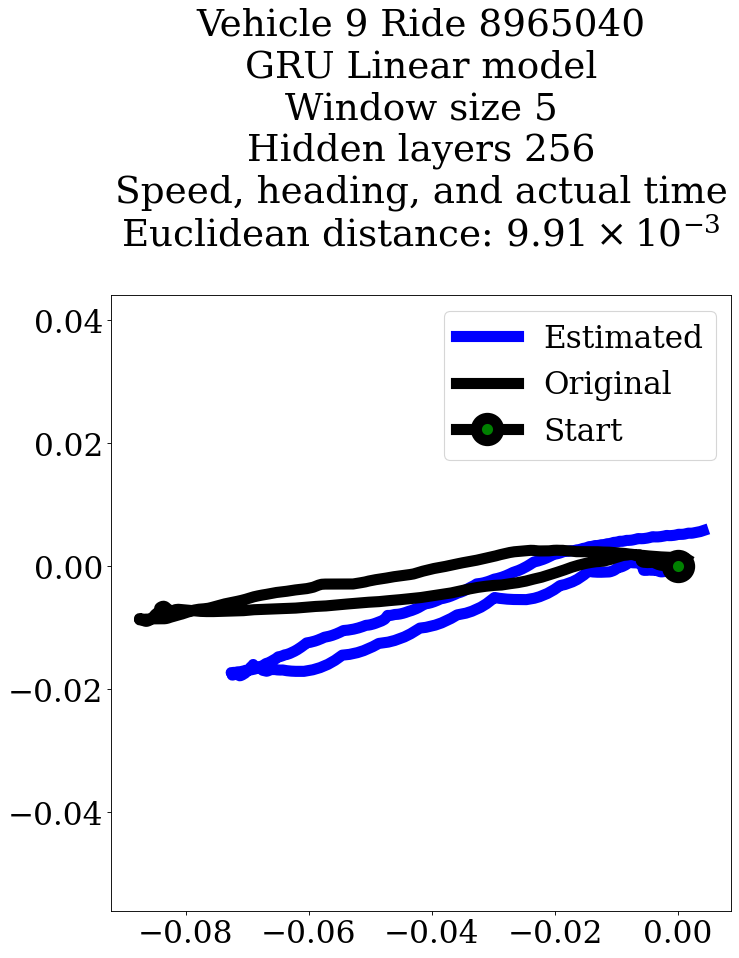 Vehicle 9 Ride 8965040
GRU Linear model
Window size 5
Hidden layers 256
Speed, heading, and actual time
Euclidean distance: 9.91 × 10⁻³
Estimated
Original
Start
0.04
0.02
0.00
−0.02
−0.04
−0.08
−0.06
−0.04
−0.02
0.00